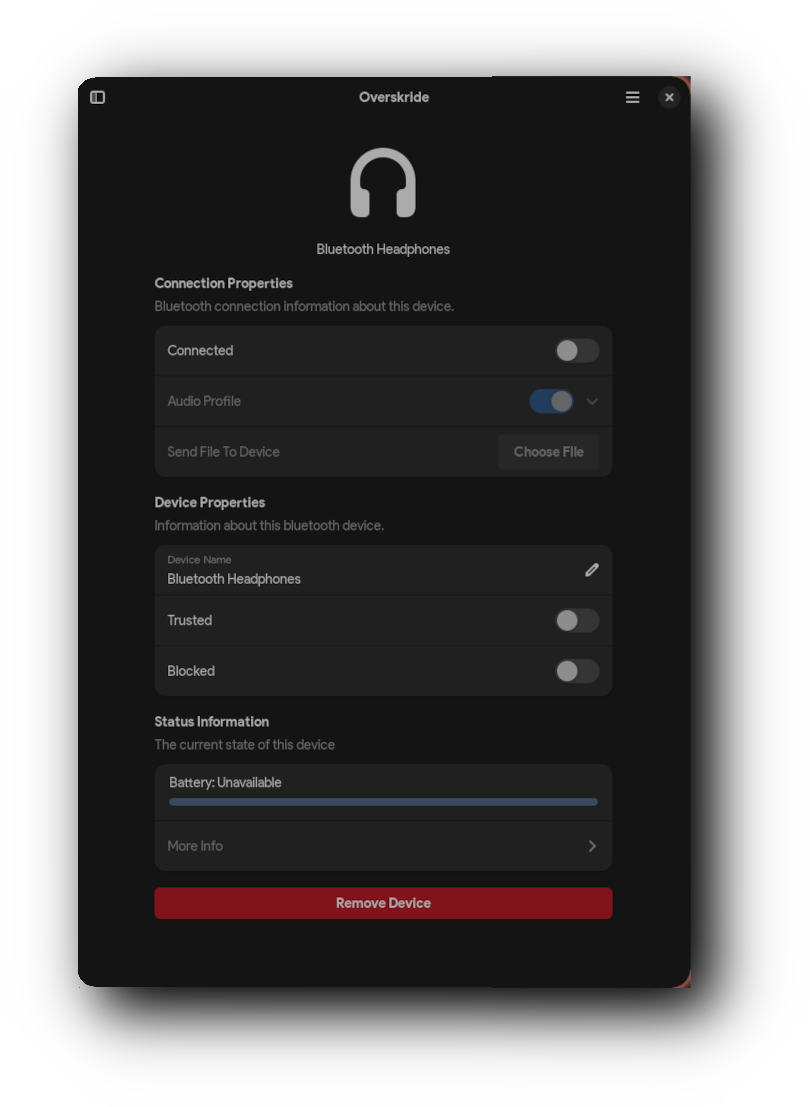 Overskride
Bluetooth Headphones
Connection Properties
Bluetooth connection information about this device.
Connected
Audio Profile
Send File To Device
Choose File
Device Properties
Information about this bluetooth device.
Device Name
Bluetooth Headphones
Trusted
Blocked
Status Information
The current state of this device
Battery: Unavailable
More Info
Remove Device